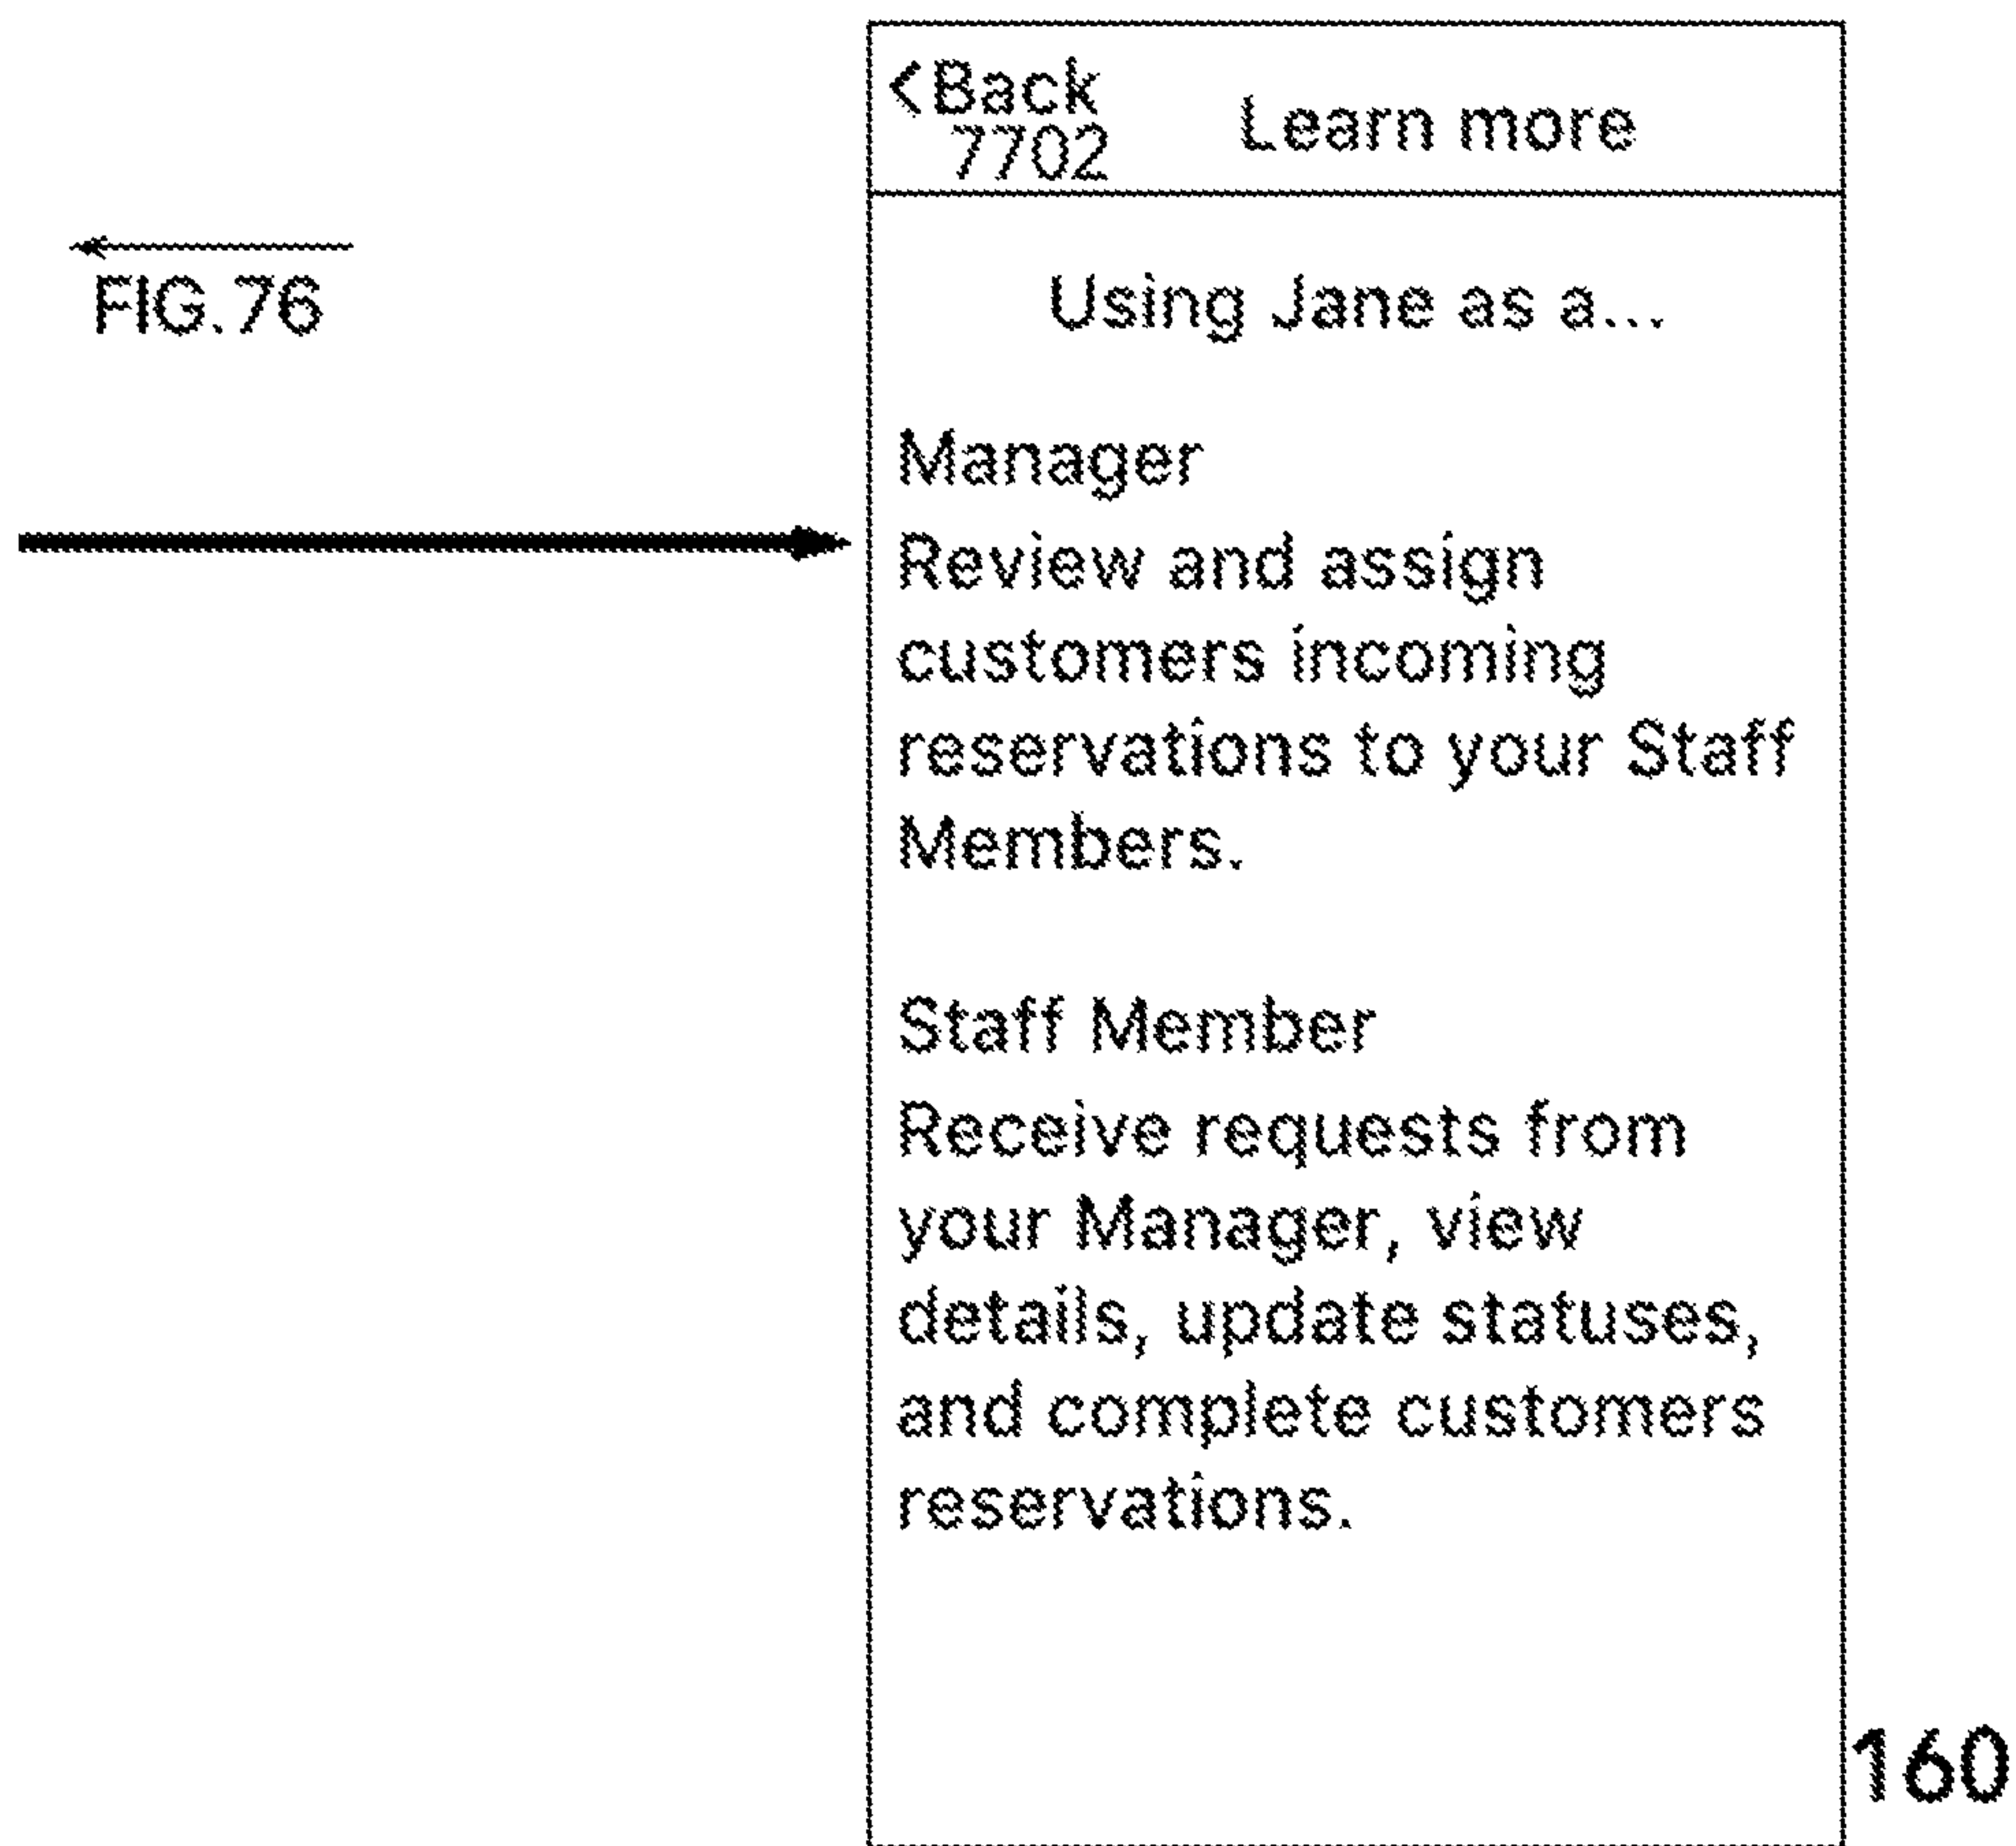 <Back
7702
Learn more
FIG.76
Using Jane as a...
Manager
Review and assign
customers incoming
reservations to your Staff
Members.
Staff Member
Receive requests from
your Manager, view
details, update statuses,
and complete customers
reservations.
160